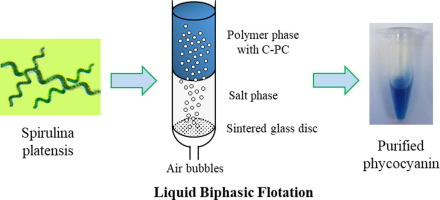 Polymer phase
with C-PC
Salt phase
Sintered glass disc
Air bubbles
Spirulina
platensis
Purified
phycocyanin
Liquid Biphasic Flotation